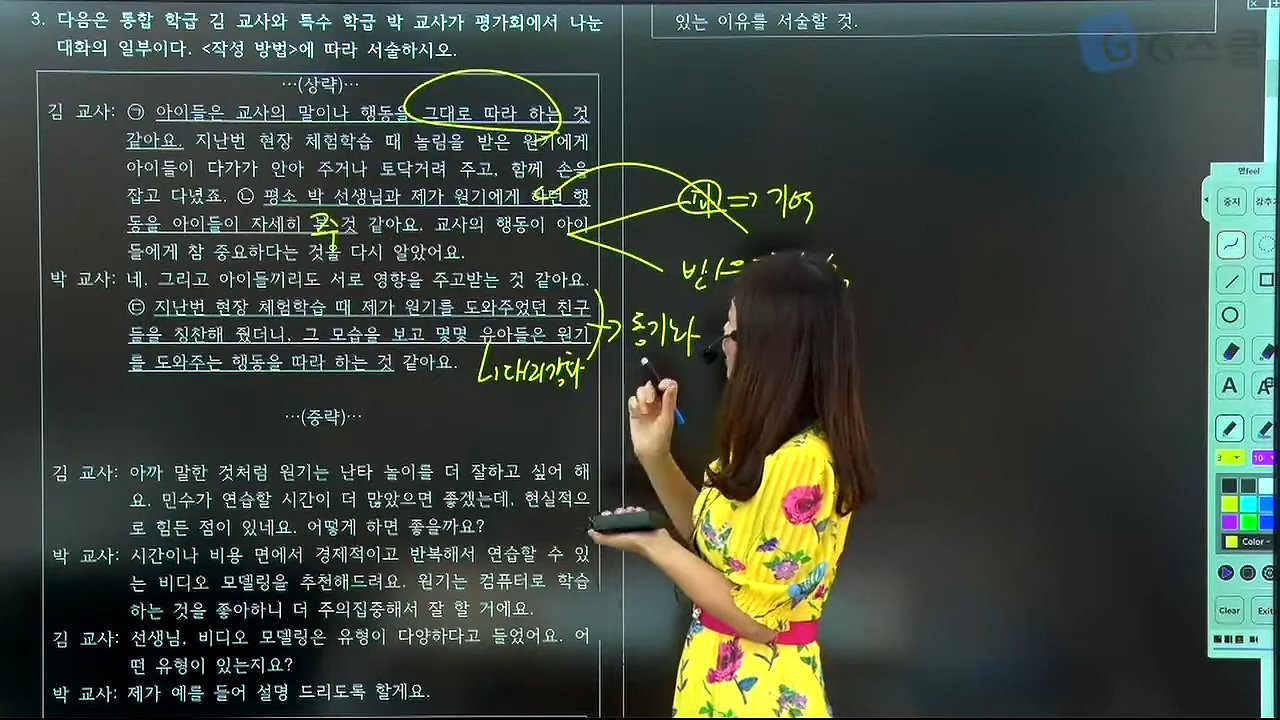 3. 다음은 통합 학급 김 교사와 특수 학급 박 교사가 평가회에서 나눈
대화의 일부이다. <작성 방법>에 따라 서술하시오.
…(상략)…
김 교사: ㉠ 아이들은 교사의 말이나 행동을 그대로 따라 하는 것
같아요. 지난번 현장 체험학습 때 놀림을 받은 원기에게
아이들이 다가가 안아 주거나 토닥거려 주고, 함께 손을
잡고 다녔죠. ㉡ 평소 박 선생님과 제가 원기에게 하던 행
동을 아이들이 자세히 본 것 같아요. 교사의 행동이 아이
들에게 참 중요하다는 것을 다시 알았어요.
주
박 교사: 네. 그리고 아이들끼리도 서로 영향을 주고받는 것 같아요.
㉢ 지난번 현장 체험학습 때 제가 원기를 도와주었던 친구
들을 칭찬해 줬더니, 그 모습을 보고 몇몇 유아들은 원기
를 도와주는 행동을 따라 하는 것 같아요.
대리강화
…(중략)…
김 교사: 아까 말한 것처럼 원기는 난타 놀이를 더 잘하고 싶어 해
요. 민수가 연습할 시간이 더 많았으면 좋겠는데, 현실적으
로 힘든 점이 있네요. 어떻게 하면 좋을까요?
박 교사: 시간이나 비용 면에서 경제적이고 반복해서 연습할 수 있
는 비디오 모델링을 추천해드려요. 원기는 컴퓨터로 학습
하는 것을 좋아하니 더 주의집중해서 잘 할 거에요.
김 교사: 선생님, 비디오 모델링은 유형이 다양하다고 들었어요. 어
떤 유형이 있는지요?
박 교사: 제가 예를 들어 설명 드리도록 할게요.
있는 이유를 서술할 것.
파 => 기억
동기화
G스쿨
펜feel
중지
감추기
A
3
10
Color
Clear
Exit